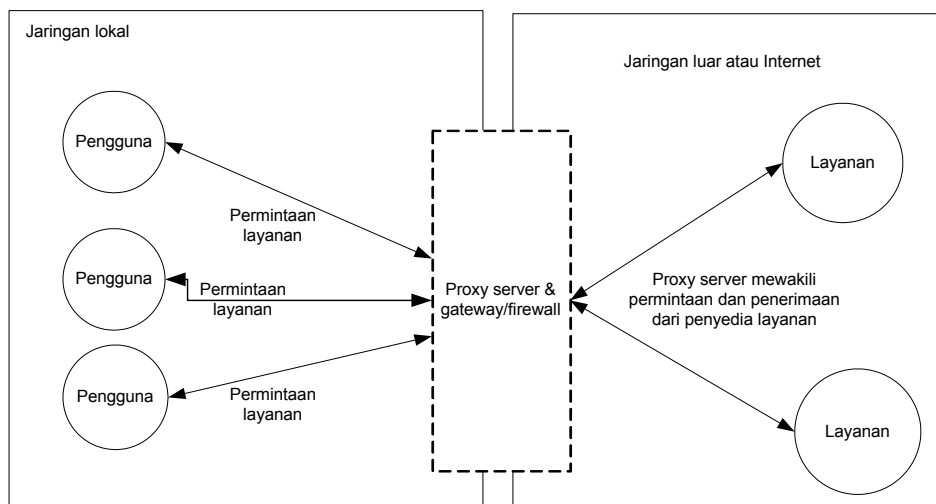 Jaringan lokal
Jaringan luar atau Internet
Pengguna
Permintaan
layanan
Pengguna
Permintaan
layanan
Pengguna
Permintaan
layanan
Proxy server &
gateway/firewall
Layanan
Proxy server mewakili
permintaan dan penerimaan
dari penyedia layanan
Layanan